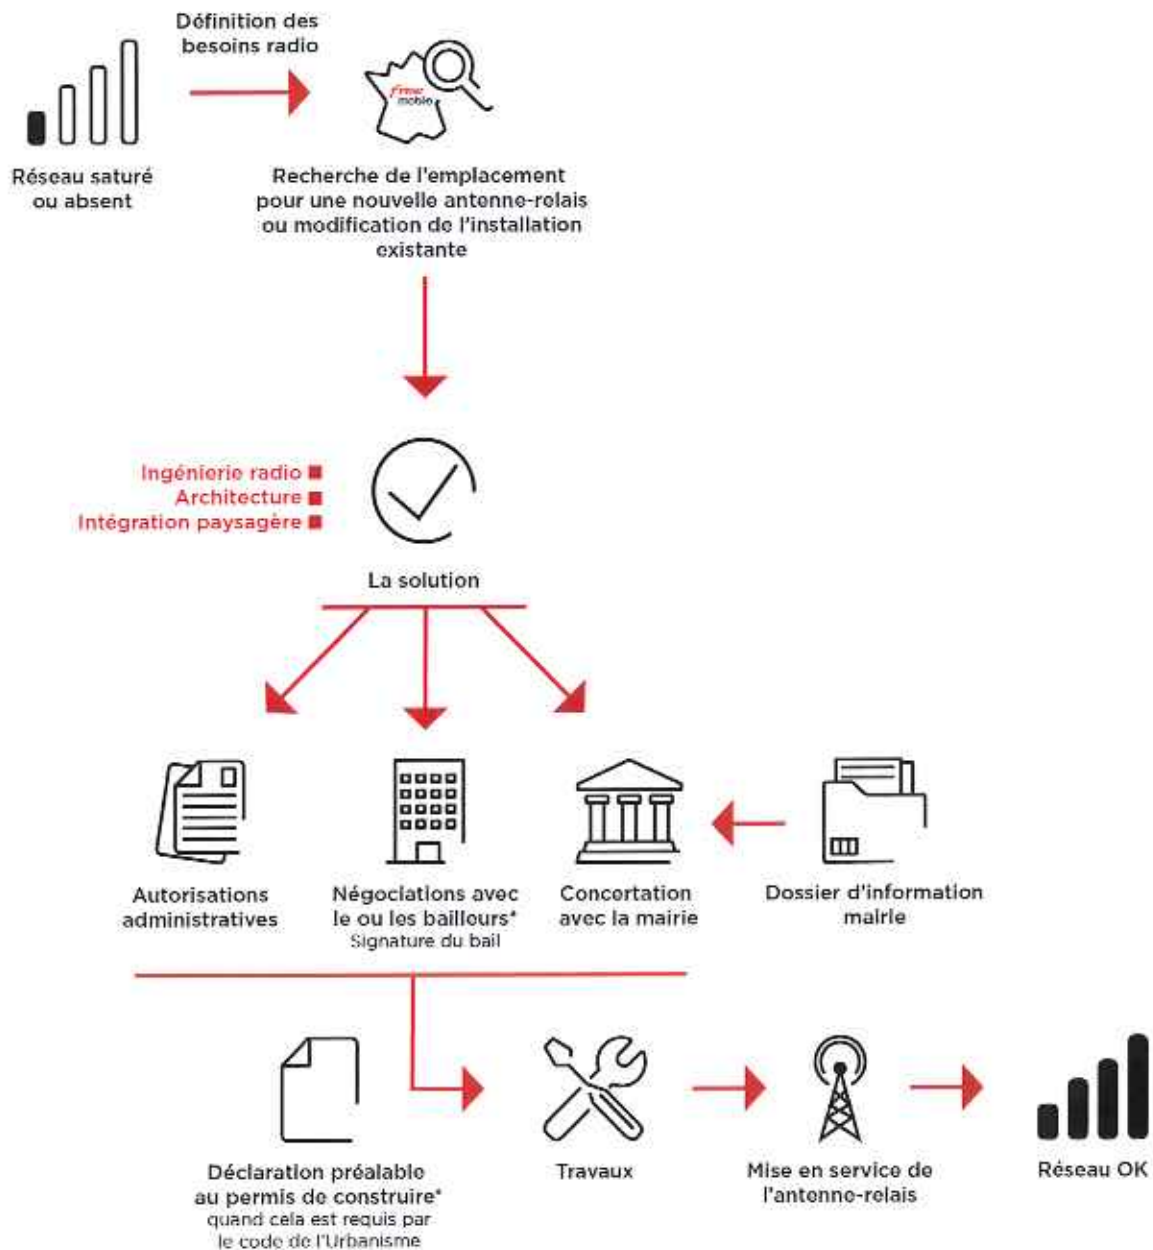 Définition des
besoins radio
free
mobile
Réseau saturé
ou absent
Recherche de l'emplacement
pour une nouvelle antenne-relais
ou modification de l'installation
existante
Ingénierie radio
Architecture
Intégration paysagère
La solution
Autorisations
administratives
Négociations avec
le ou les bailleurs*
Signature du bail
Concertation
avec la mairie
Dossier d'information
mairie
Déclaration préalable
au permis de construire*
quand cela est requis par
le code de l'Urbanisme
Travaux
Mise en service de
l'antenne-relais
Réseau OK